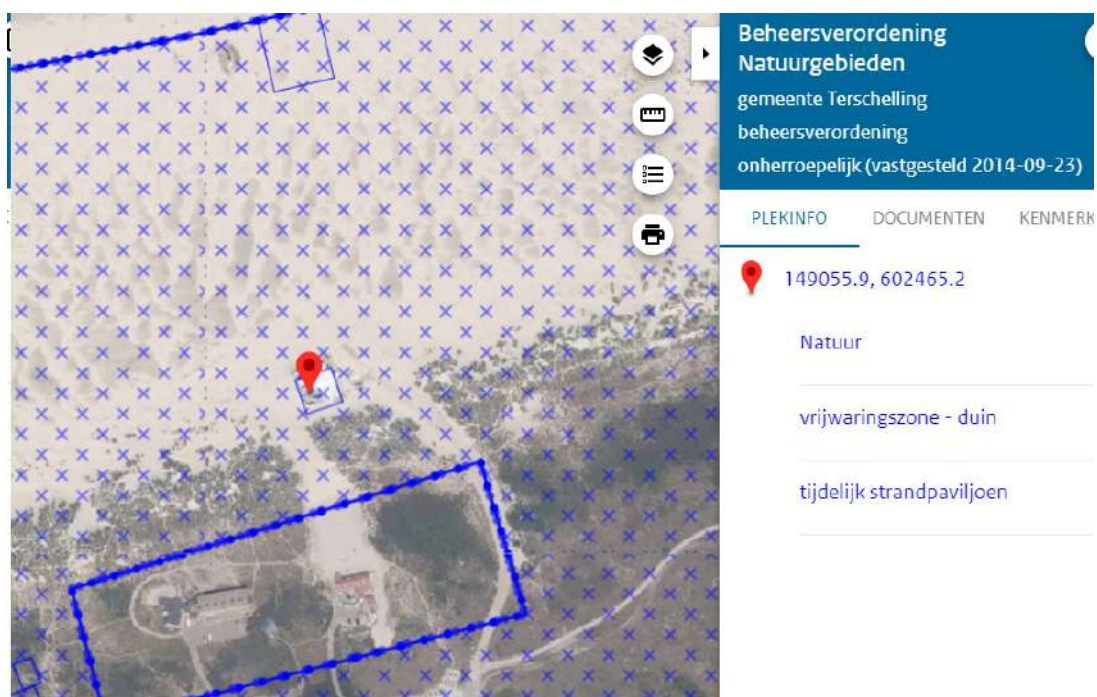 Beheersverordening
Natuurgebieden
gemeente Terschelling
beheersverordening
onherroepelijk (vastgesteld 2014-09-23)
PLEKINFO DOCUMENTEN KENMERK
149055.9, 602465.2
Natuur
vrijwaringszone - duin
tijdelijk strandpaviljoen